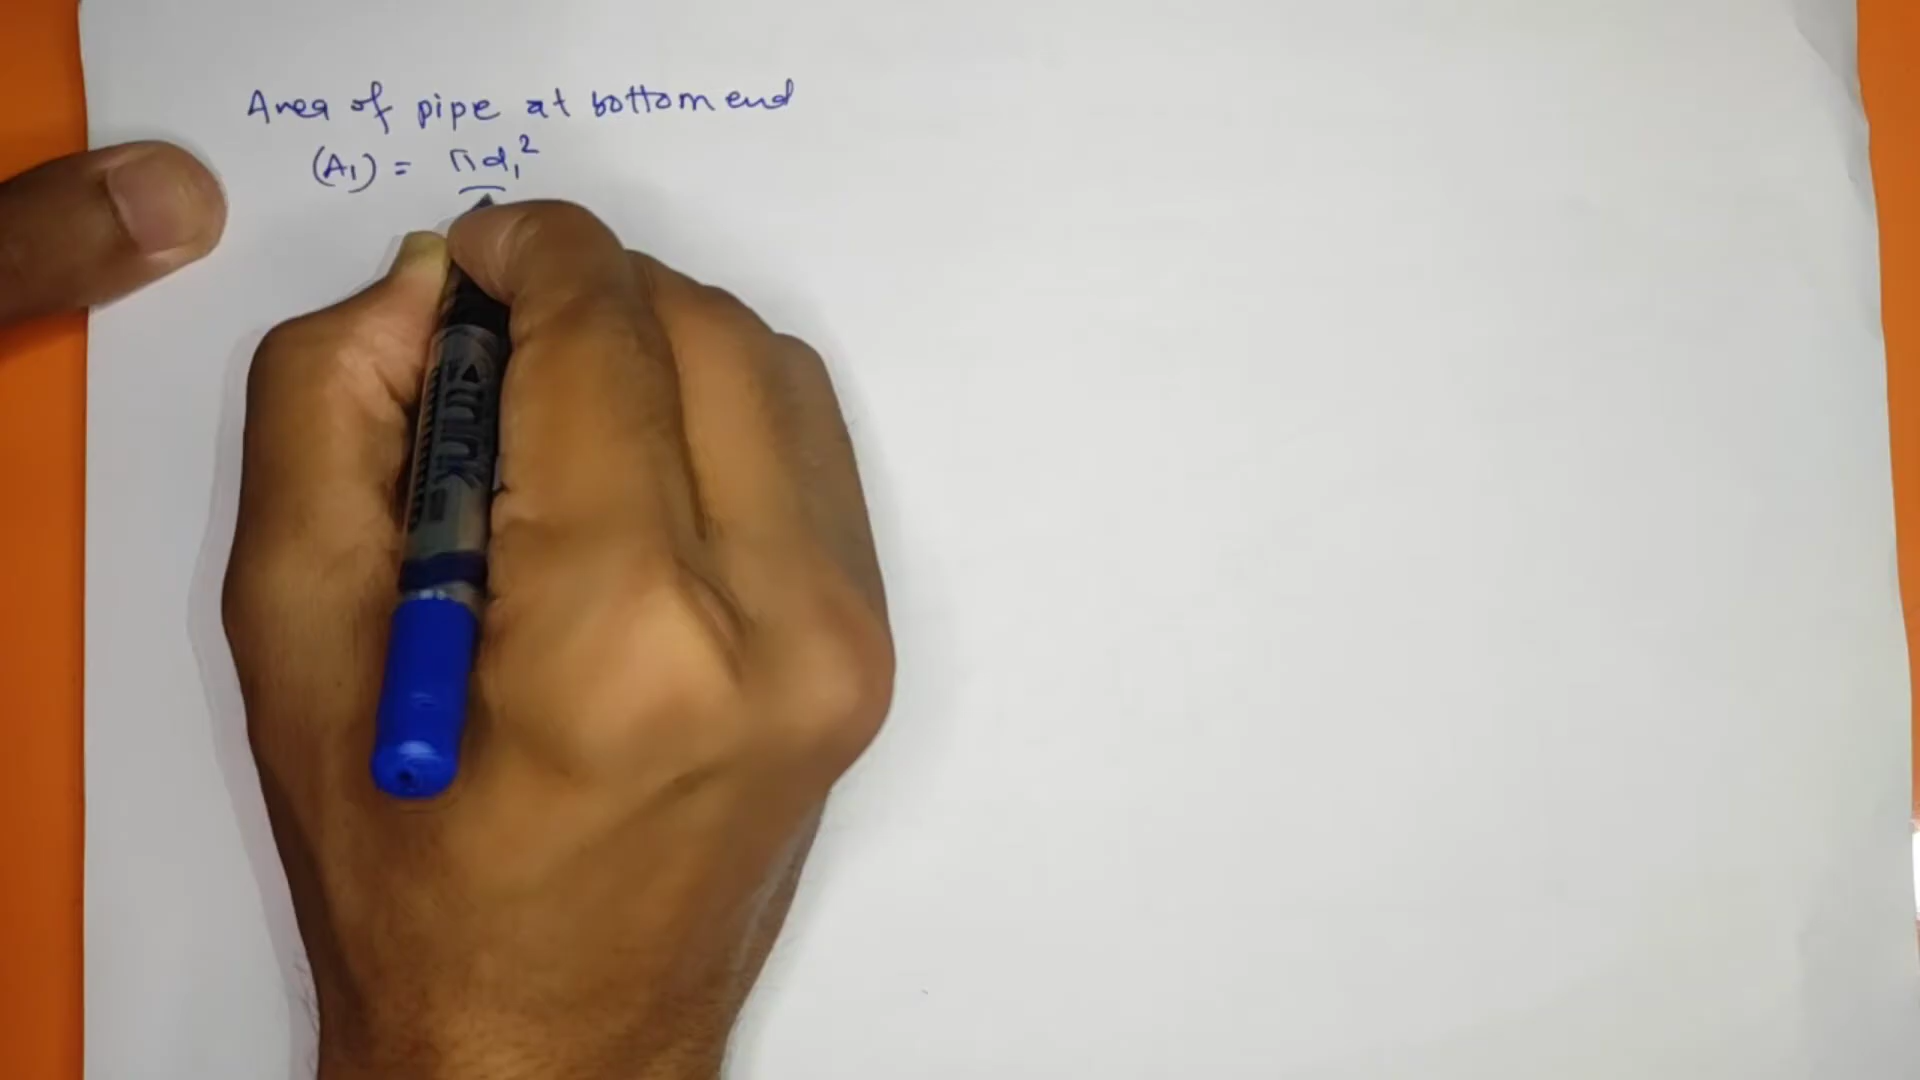 Area of pipe at bottom end
(A₁) = πd₁²